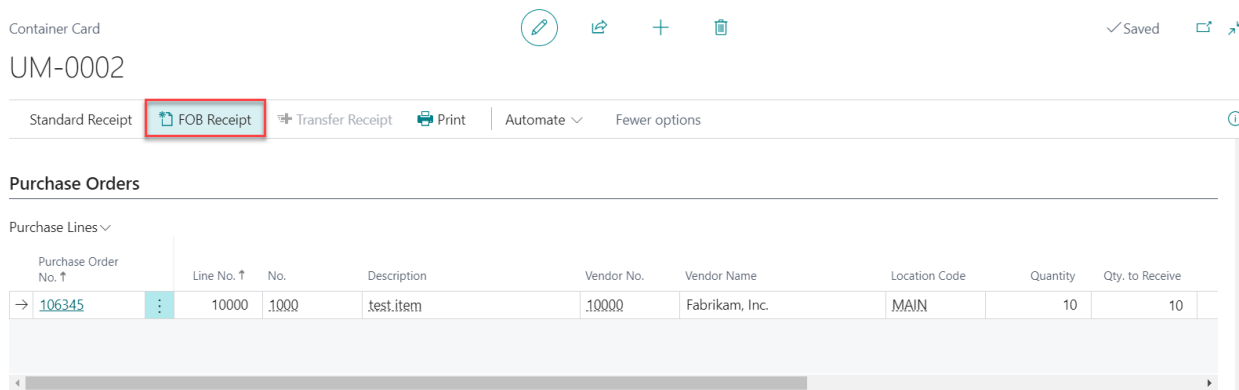 Container Card
Saved
UM-0002
Standard Receipt FOB Receipt Transfer Receipt Print Automate Fewer options
Purchase Orders
Purchase Lines
Purchase Order
No. ↑ Line No. ↑ No. Description Vendor No. Vendor Name Location Code Quantity Qty. to Receive
→ 106345 10000 1000 test item 10000 Fabrikam, Inc. MAIN 10 10